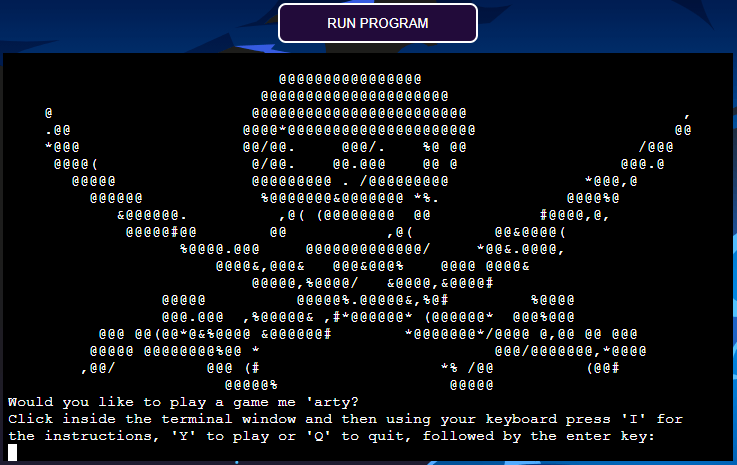 RUN PROGRAM
Would you like to play a game me 'arty?
Click inside the terminal window and then using your keyboard press 'I' for
the instructions, 'Y' to play or 'Q' to quit, followed by the enter key: